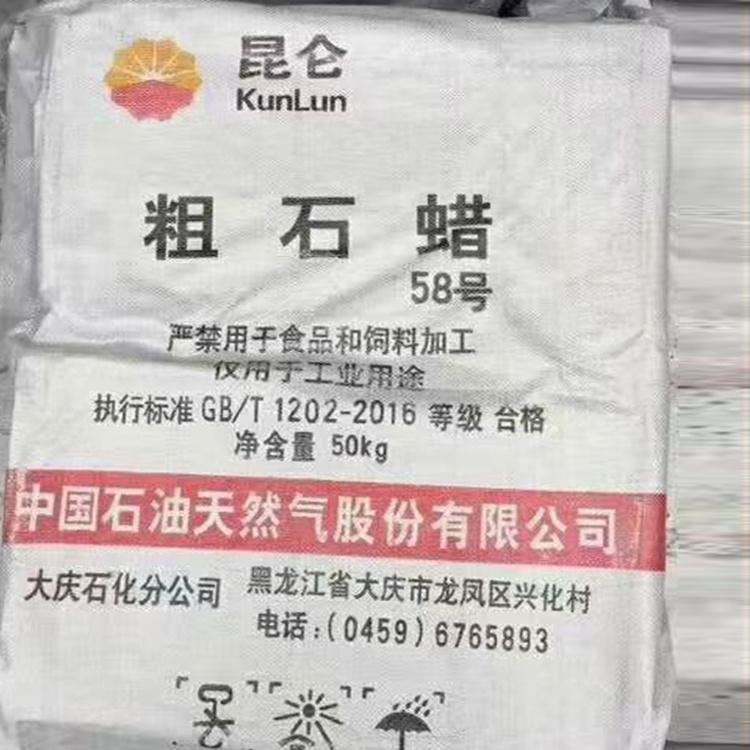 昆仑
KunLun
粗石蜡
58号
严禁用于食品和饲料加工
仅用于工业用途
执行标准 GB/T 1202-2016 等级 合格
净含量 50kg
中国石油天然气股份有限公司
大庆石化分公司 黑龙江省大庆市龙凤区兴化村
电话:(0459)6765893